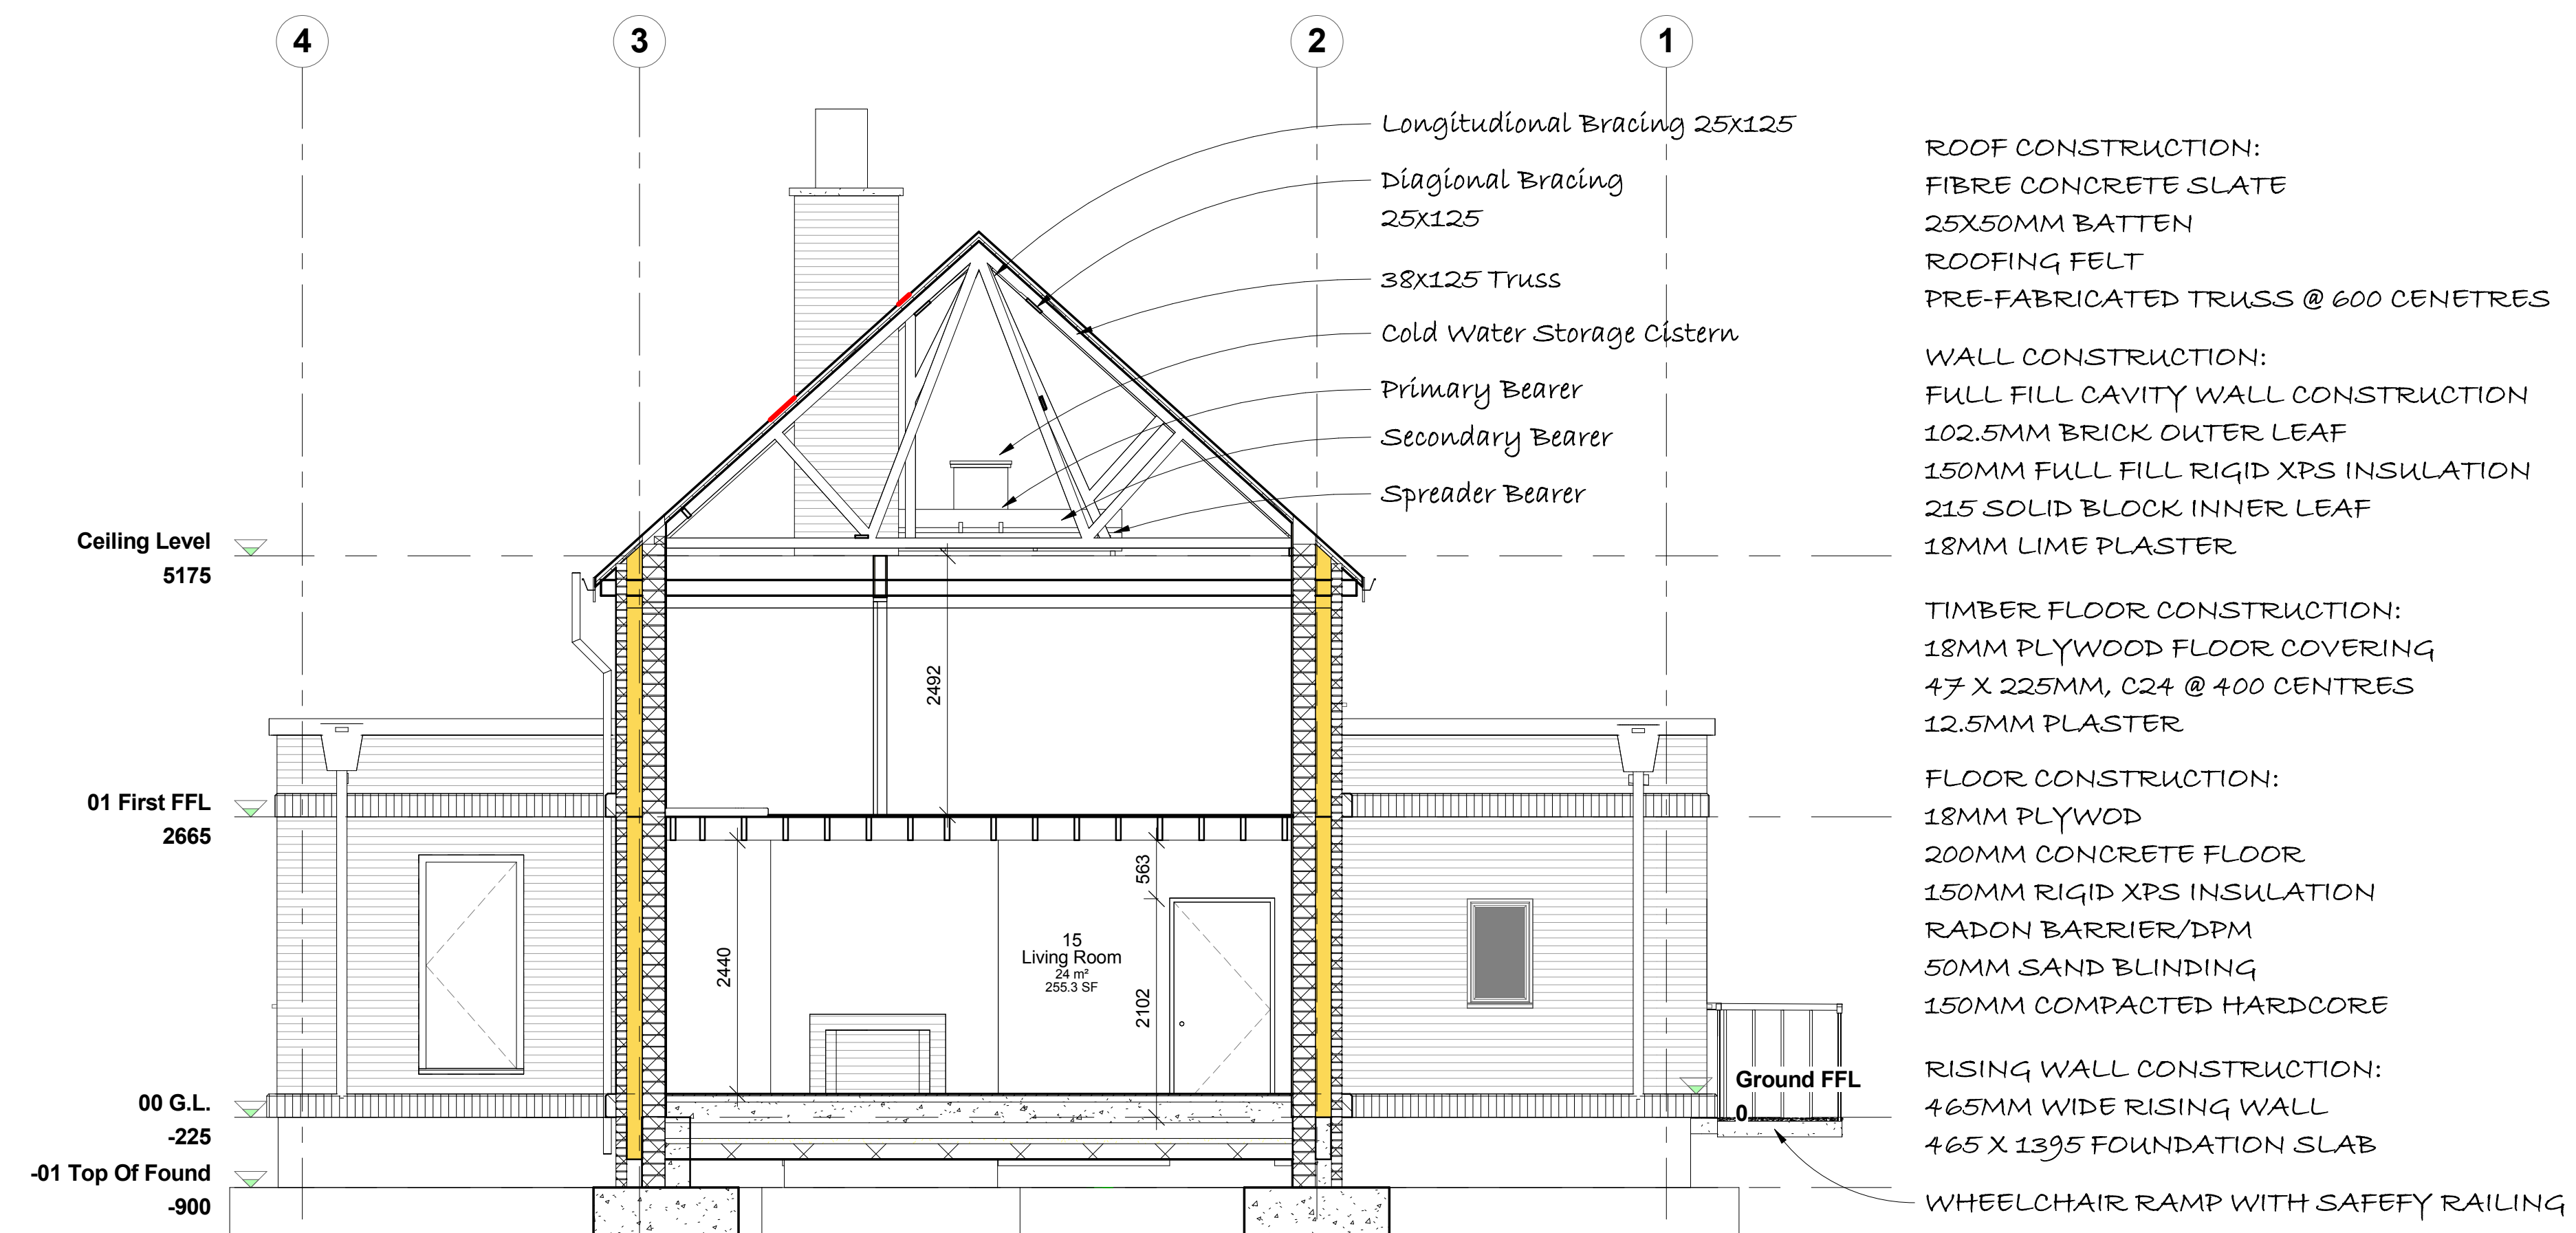 4
3
2
1
Longitudional Bracing 25x125
Diagional Bracing
25x125
38x125 Truss
Cold Water Storage Cistern
Primary Bearer
Secondary Bearer
Spreader Bearer
Ceiling Level
5175
01 First FFL
2665
00 G.L.
-225
-01 Top Of Found
-900
2492
2440
563
2102
15
Living Room
24 m²
255.3 SF
Ground FFL
0
ROOF CONSTRUCTION:
FIBRE CONCRETE SLATE
25X50MM BATTEN
ROOFING FELT
PRE-FABRICATED TRUSS @ 600 CENETRES
WALL CONSTRUCTION:
FULL FILL CAVITY WALL CONSTRUCTION
102.5MM BRICK OUTER LEAF
150MM FULL FILL RIGID XPS INSULATION
215 SOLID BLOCK INNER LEAF
18MM LIME PLASTER
TIMBER FLOOR CONSTRUCTION:
18MM PLYWOOD FLOOR COVERING
47 X 225MM, C24 @ 400 CENTRES
12.5MM PLASTER
FLOOR CONSTRUCTION:
18MM PLYWOD
200MM CONCRETE FLOOR
150MM RIGID XPS INSULATION
RADON BARRIER/DPM
50MM SAND BLINDING
150MM COMPACTED HARDCORE
RISING WALL CONSTRUCTION:
465MM WIDE RISING WALL
465 X 1395 FOUNDATION SLAB
WHEELCHAIR RAMP WITH SAFEFY RAILING